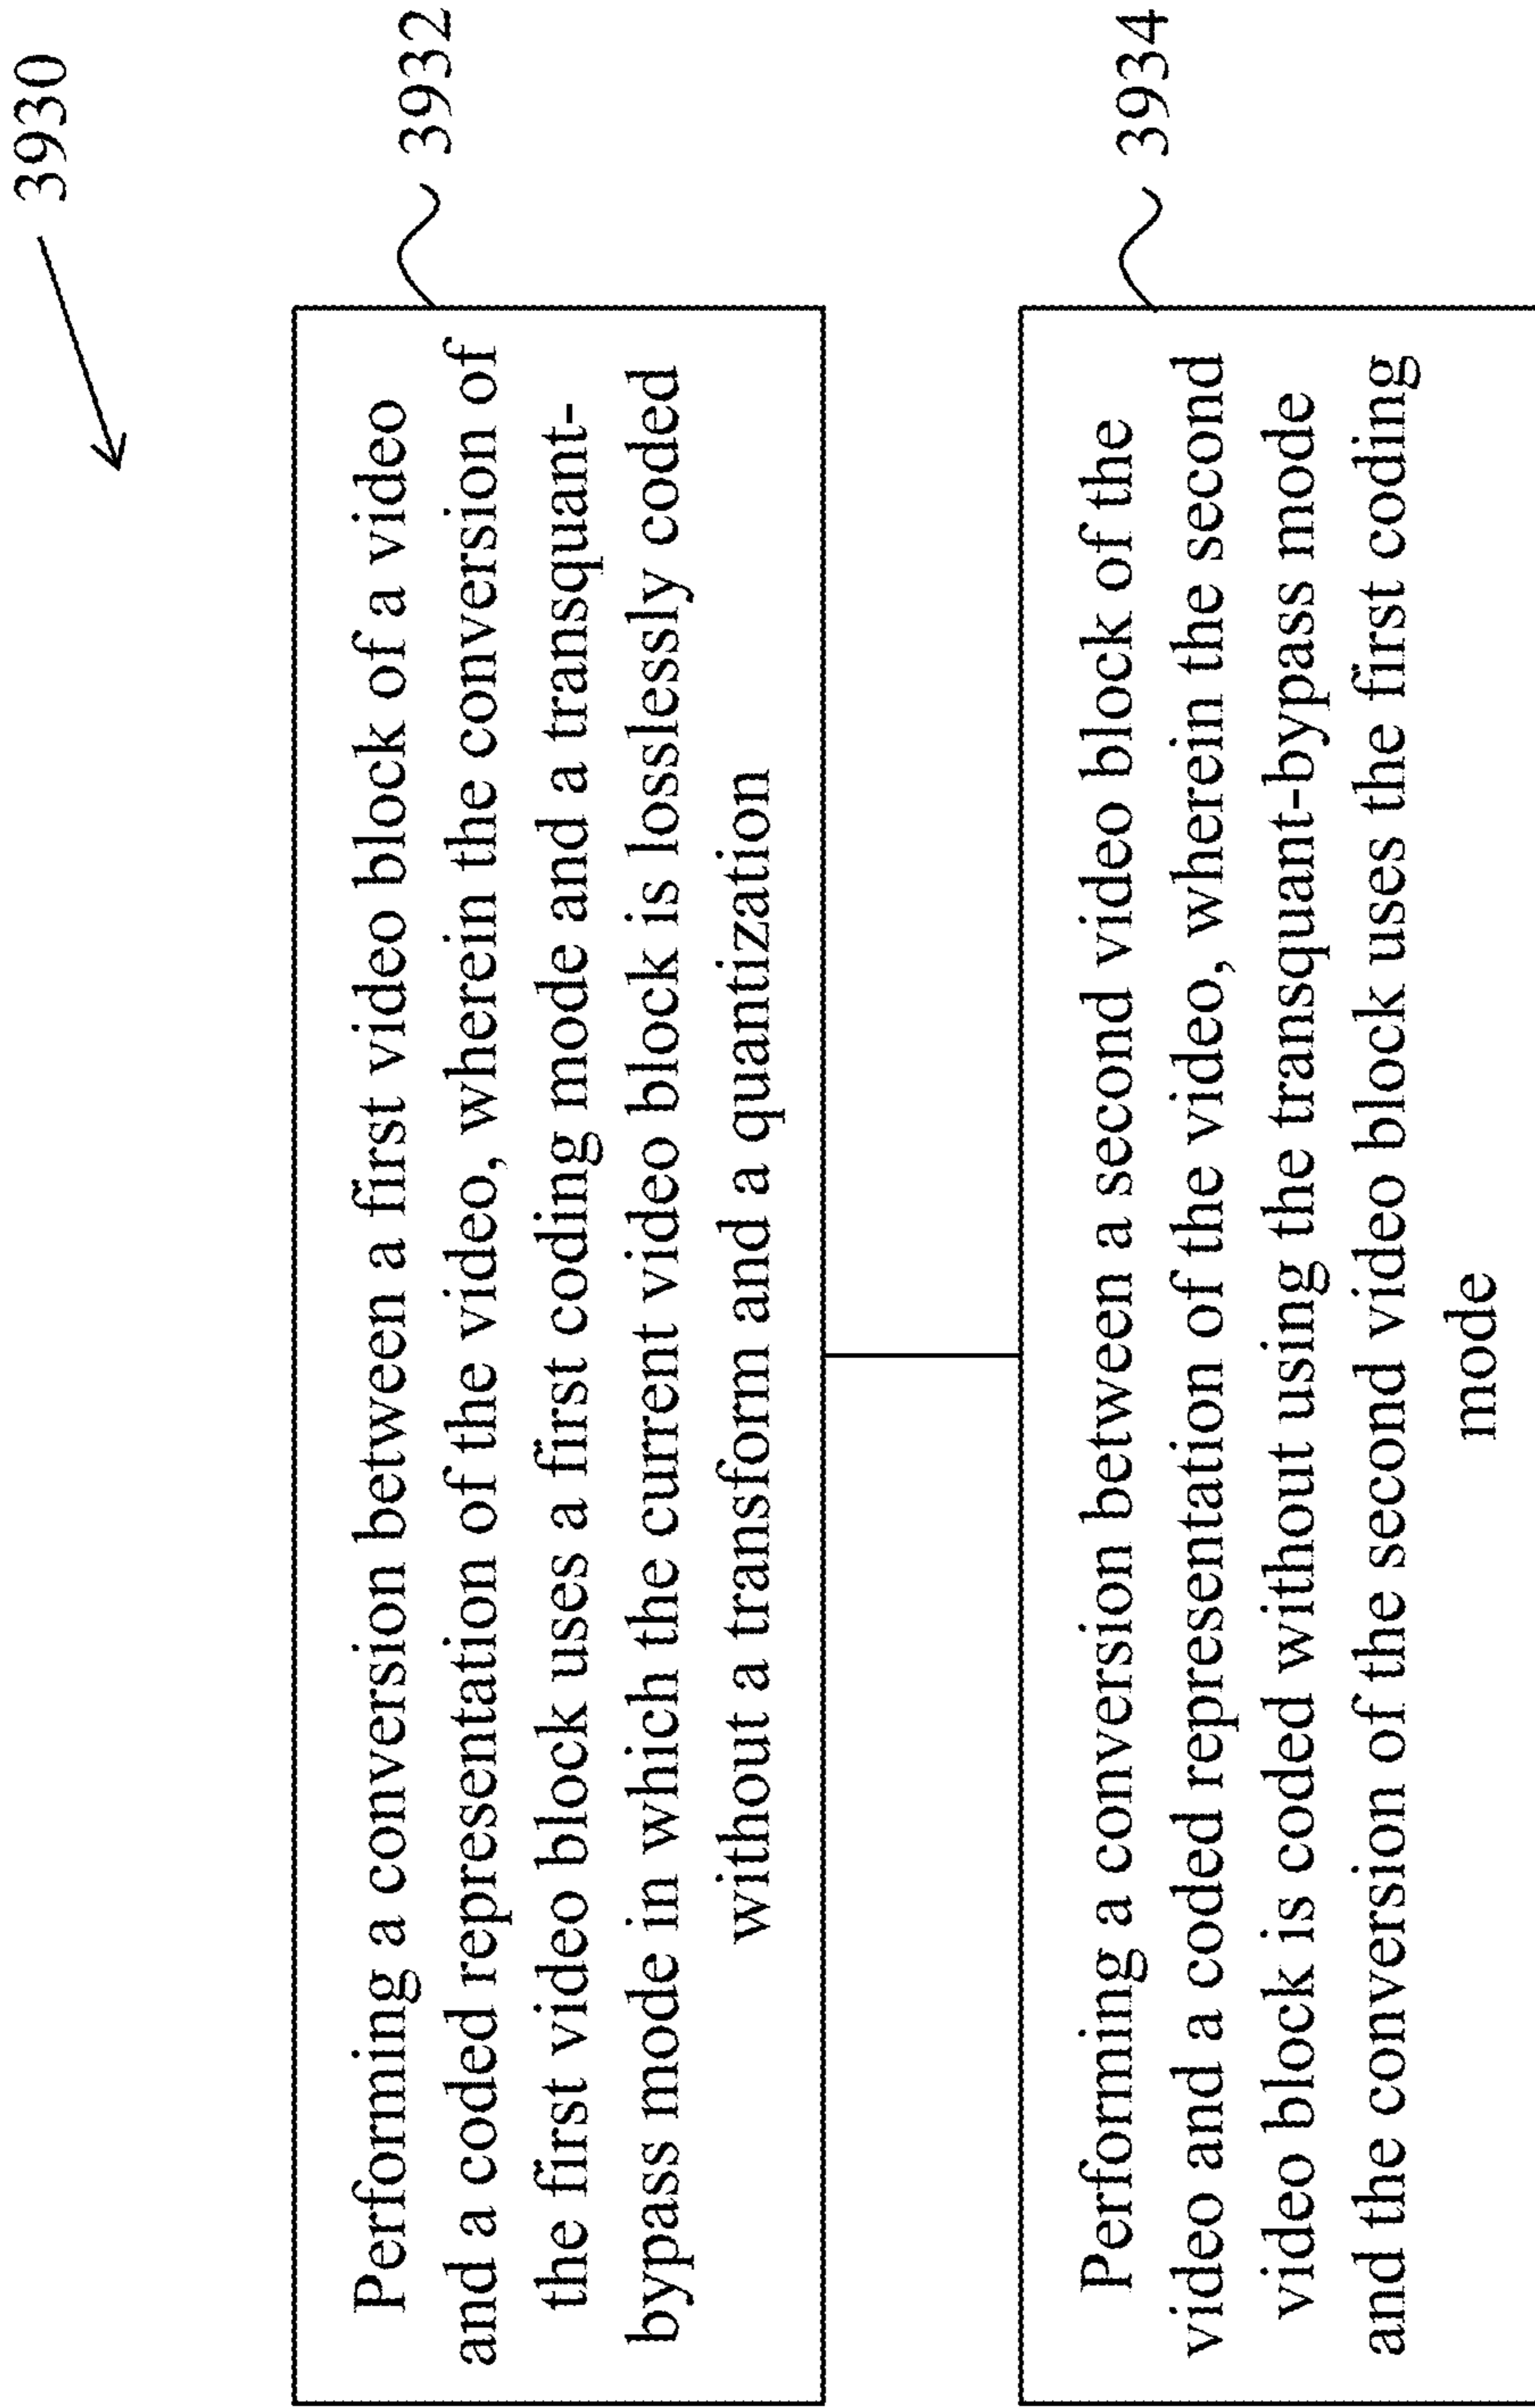 3930
Performing a conversion between a first video block of a video
and a coded representation of the video, wherein the conversion of
the first video block uses a first coding mode and a transquant-
bypass mode in which the current video block is losslessly coded
without a transform and a quantization
3932
Performing a conversion between a second video block of the
video and a coded representation of the video, wherein the second
video block is coded without using the transquant-bypass mode
and the conversion of the second video block uses the first coding
mode
3934